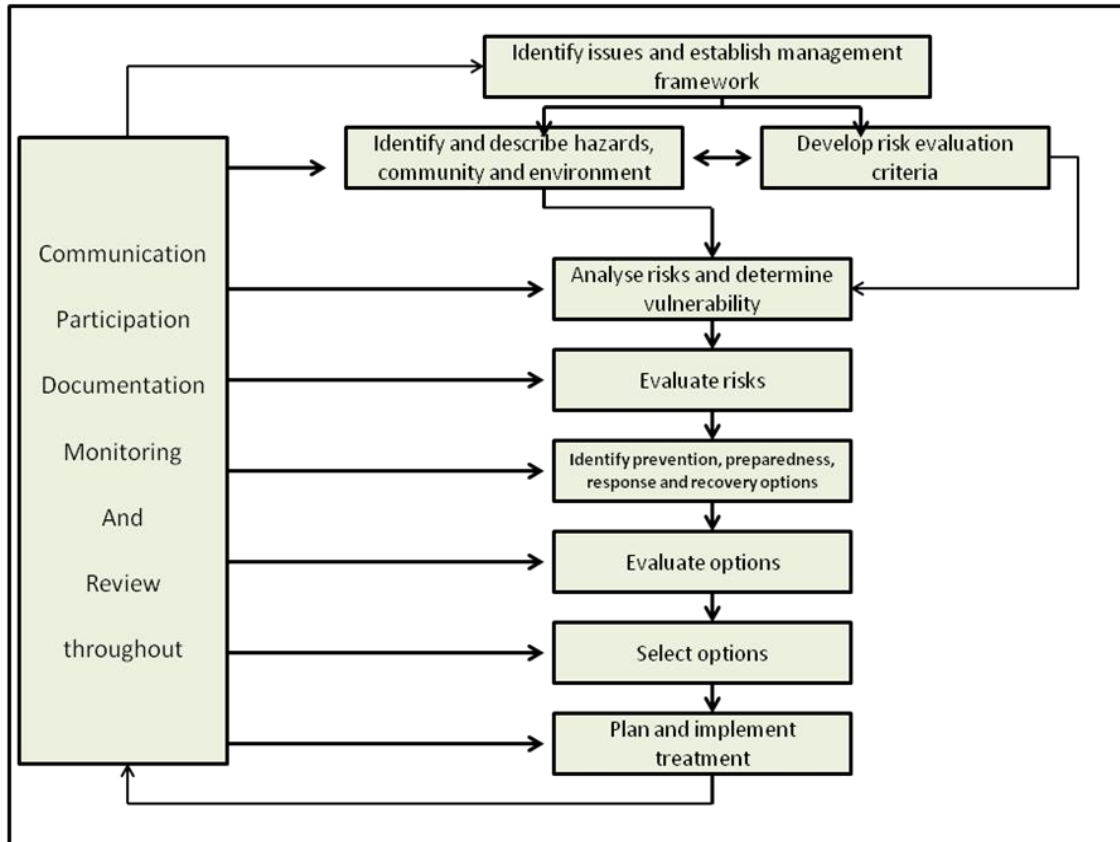 Identify issues and establish management
framework
Identify and describe hazards,
community and environment
Develop risk evaluation
criteria
Communication
Participation
Documentation
Monitoring
And
Review
throughout
Analyse risks and determine
vulnerability
Evaluate risks
Identify prevention, preparedness,
response and recovery options
Evaluate options
Select options
Plan and implement
treatment